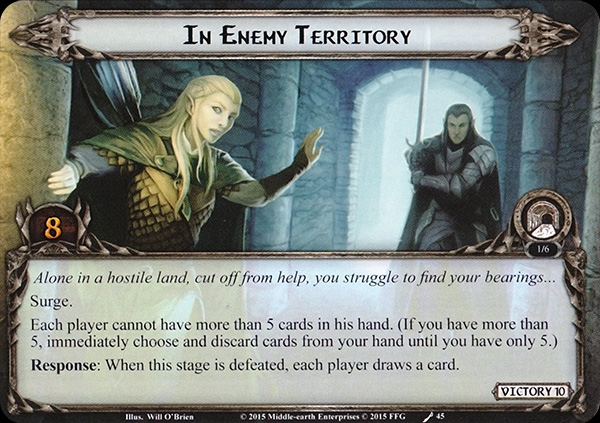 IN ENEMY TERRITORY
8
1/6
Alone in a hostile land, cut off from help, you struggle to find your bearings...
Surge.
Each player cannot have more than 5 cards in his hand. (If you have more than
5, immediately choose and discard cards from your hand until you have only 5.)
Response: When this stage is defeated, each player draws a card.
VICTORY 10
Illus. Will O'Brien © 2015 Middle-earth Enterprises © 2015 FFG 45